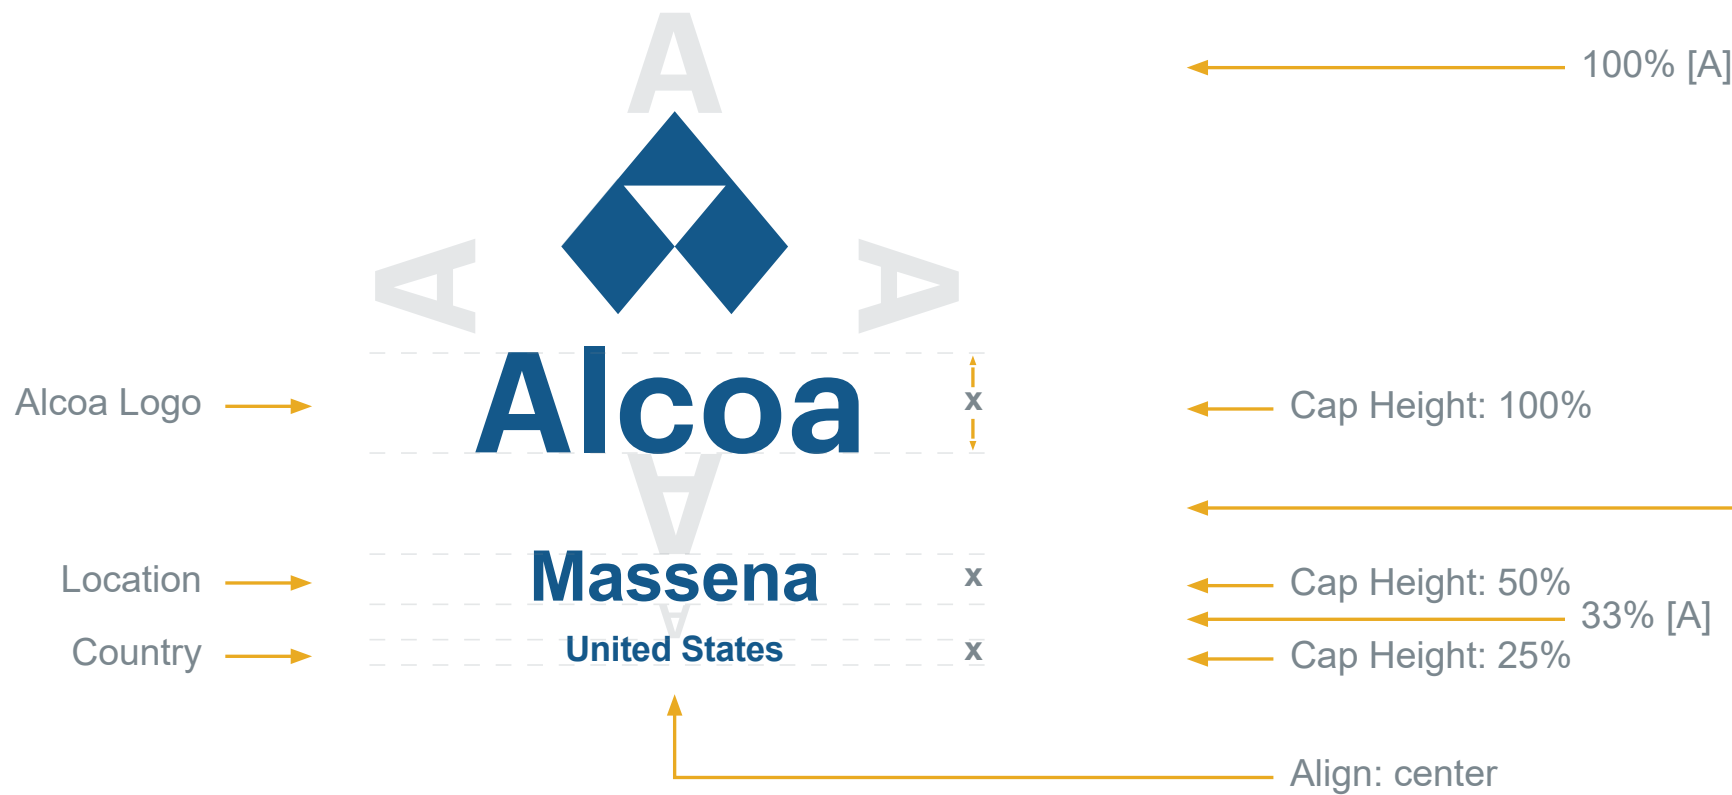 A
100% [A]
A
A
Alcoa Logo
Alcoa
x
Cap Height: 100%
A
Location
Massena
x
Cap Height: 50%
A
33% [A]
Country
United States
x
Cap Height: 25%
Align: center